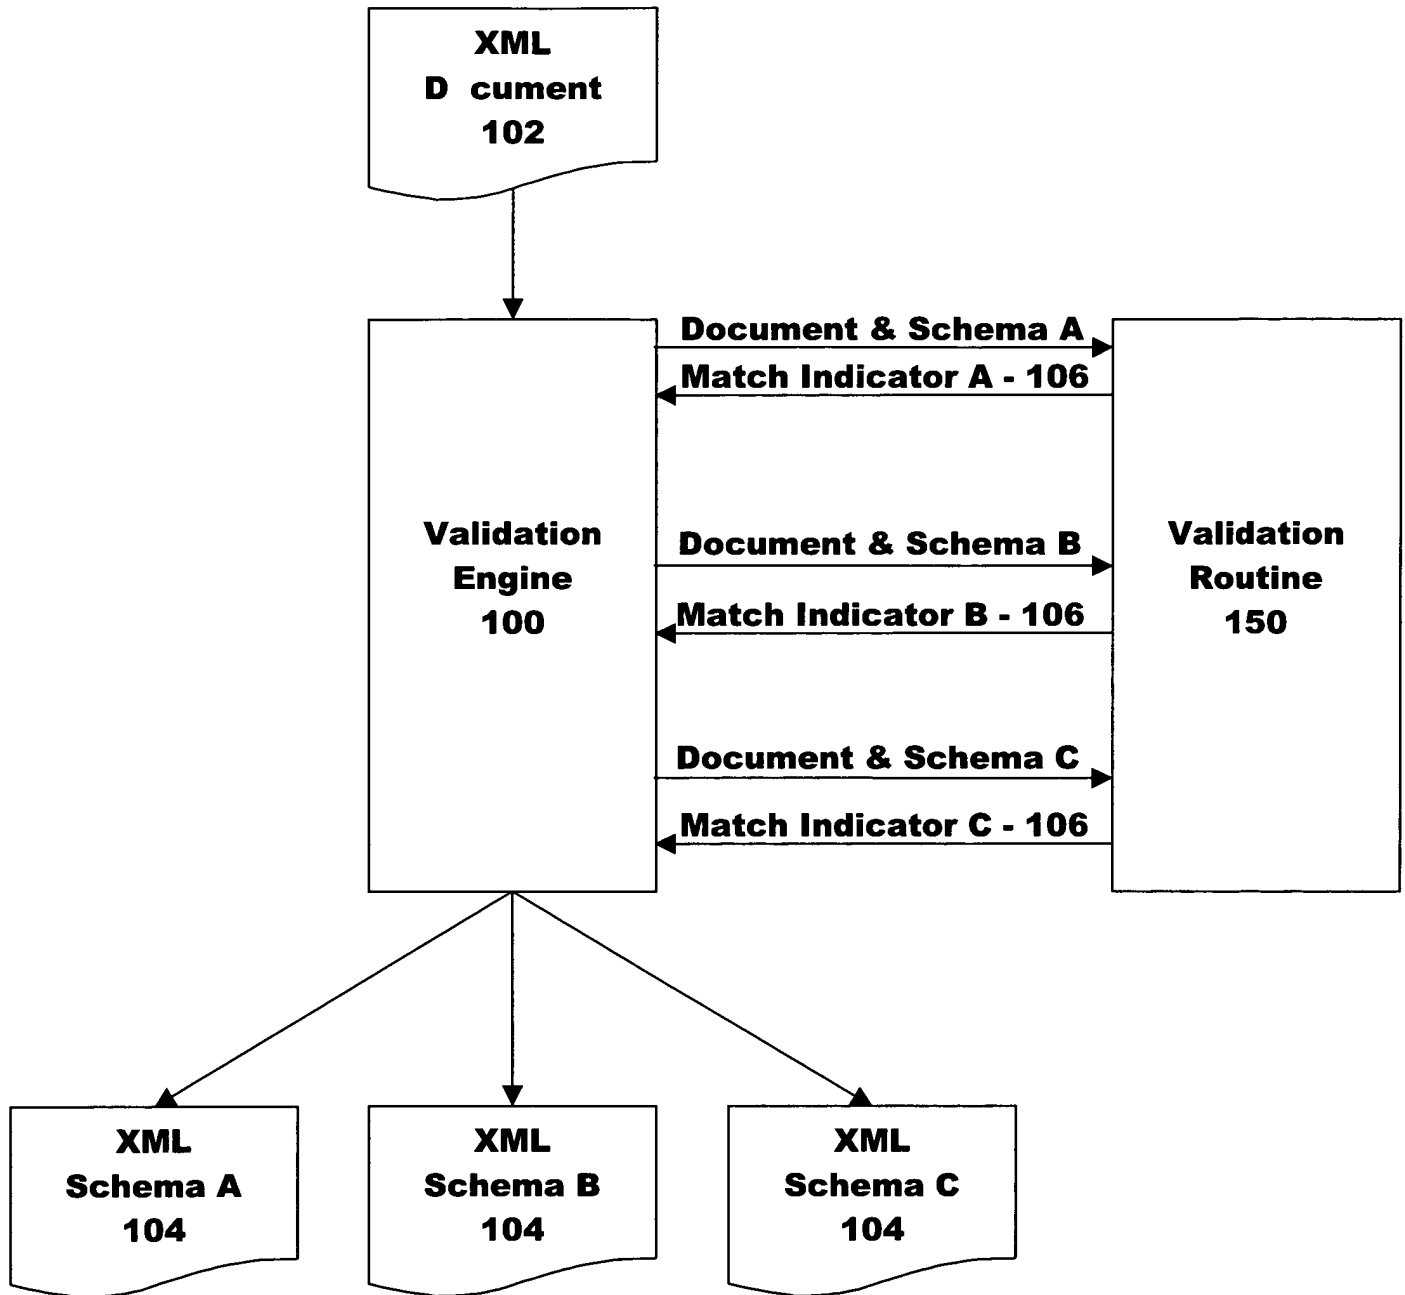 XML
D cument
102
Document & Schema A
Match Indicator A - 106
Validation
Engine
100
Document & Schema B
Match Indicator B - 106
Validation
Routine
150
Document & Schema C
Match Indicator C - 106
XML
Schema A
104
XML
Schema B
104
XML
Schema C
104